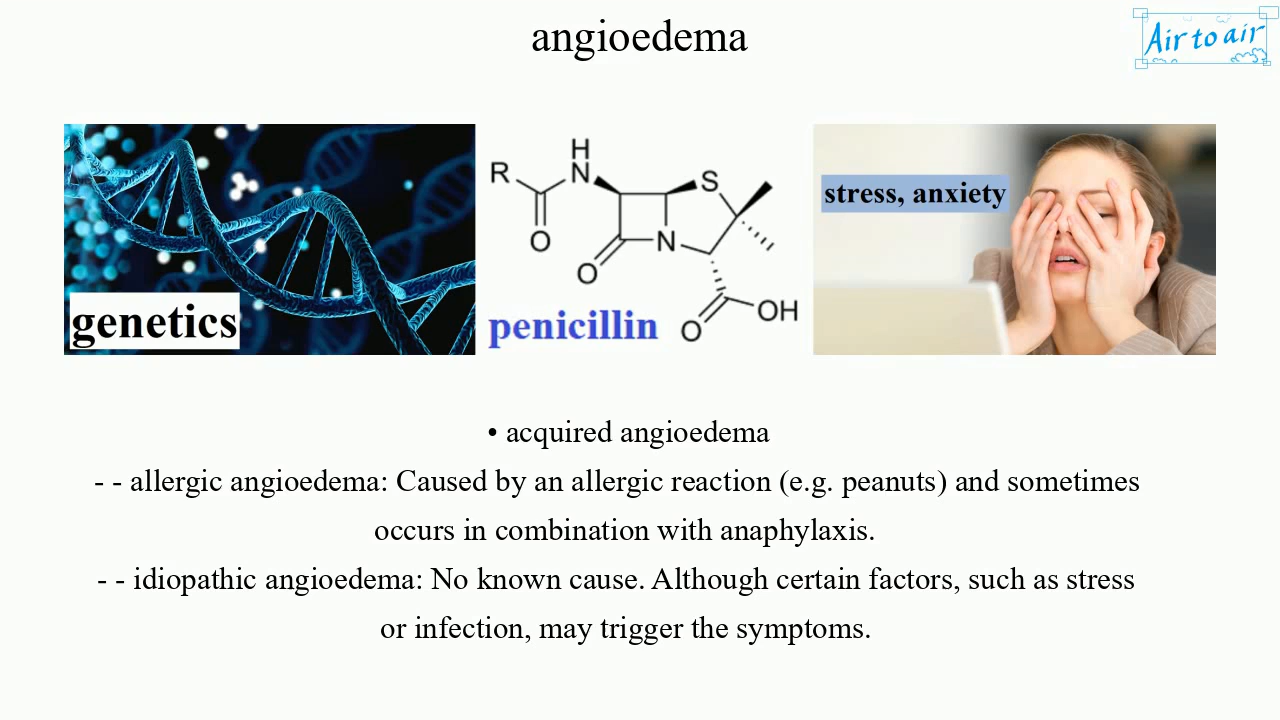 angioedema
Air to air
genetics
R
H
N
O
O
N
S
O
OH
penicillin
stress, anxiety
• acquired angioedema
- - allergic angioedema: Caused by an allergic reaction (e.g. peanuts) and sometimes
occurs in combination with anaphylaxis.
- - idiopathic angioedema: No known cause. Although certain factors, such as stress
or infection, may trigger the symptoms.